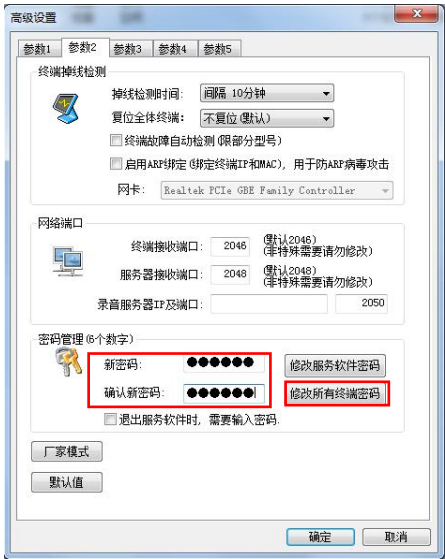 高级设置
参数1 参数2 参数3 参数4 参数5
终端掉线检测
掉线检测时间: 间隔 10分钟
复位全体终端: 不复位(默认)
终端故障自动检测(限部分型号)
启用ARP绑定(绑定终端IP和MAC), 用于防ARP病毒攻击
网卡: Realtek PCIe GBE Family Controller
网络端口
终端接收端口: 2046 (默认2046)
(非特殊需要请勿修改)
服务器接收端口: 2048 (默认2048)
(非特殊需要请勿修改)
录音服务器IP及端口: 2050
密码管理(6个数字)
新密码: ●●●●●● 修改服务软件密码
确认新密码: ●●●●●● 修改所有终端密码
退出服务软件时, 需要输入密码.
厂家模式
默认值
确定 取消